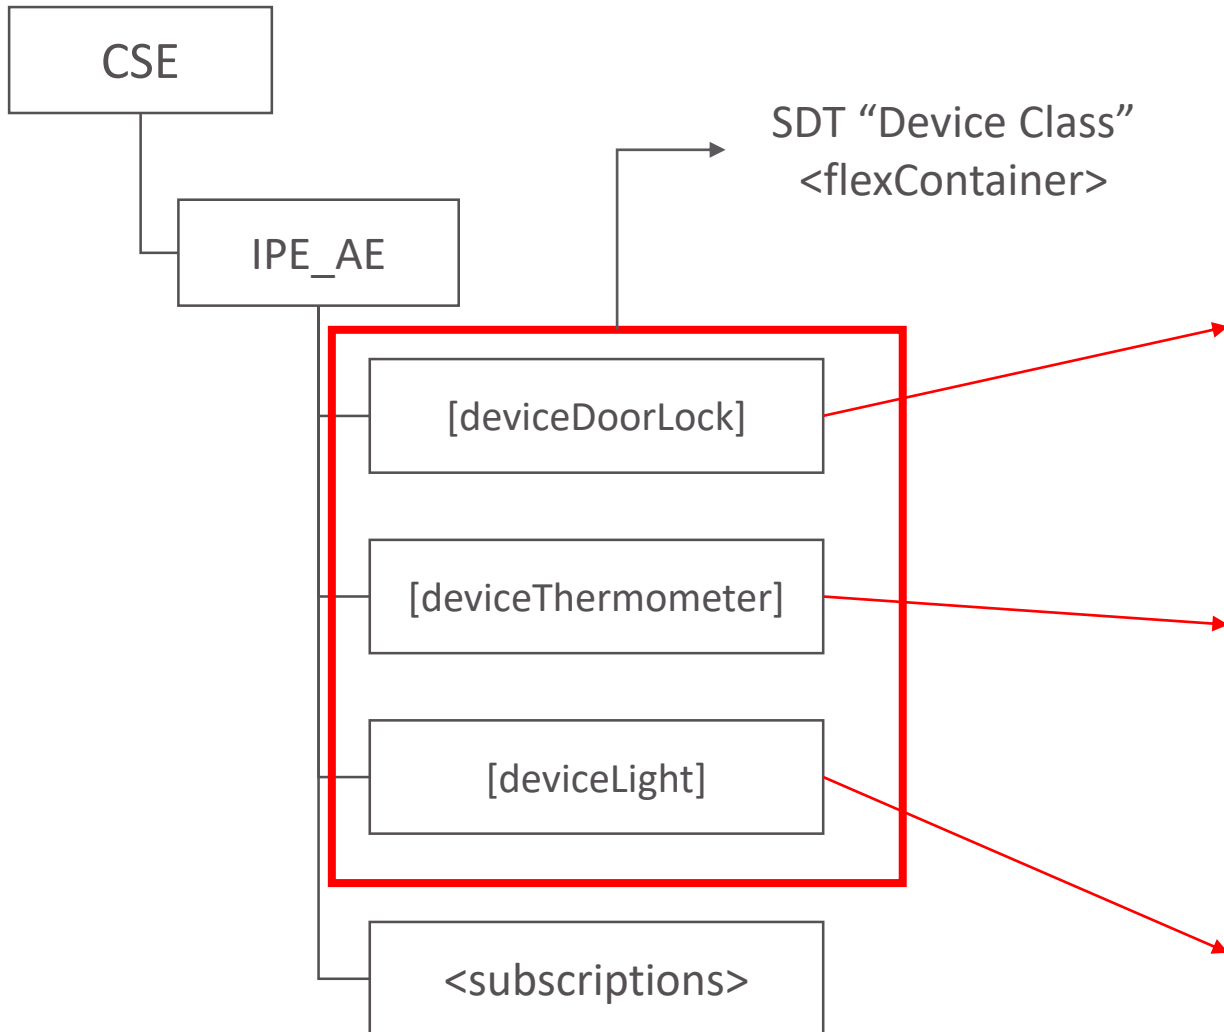 CSE
SDT “Device Class”
<flexContainer>
IPE_AE
[deviceDoorLock]
[deviceThermometer]
[deviceLight]
<subscriptions>